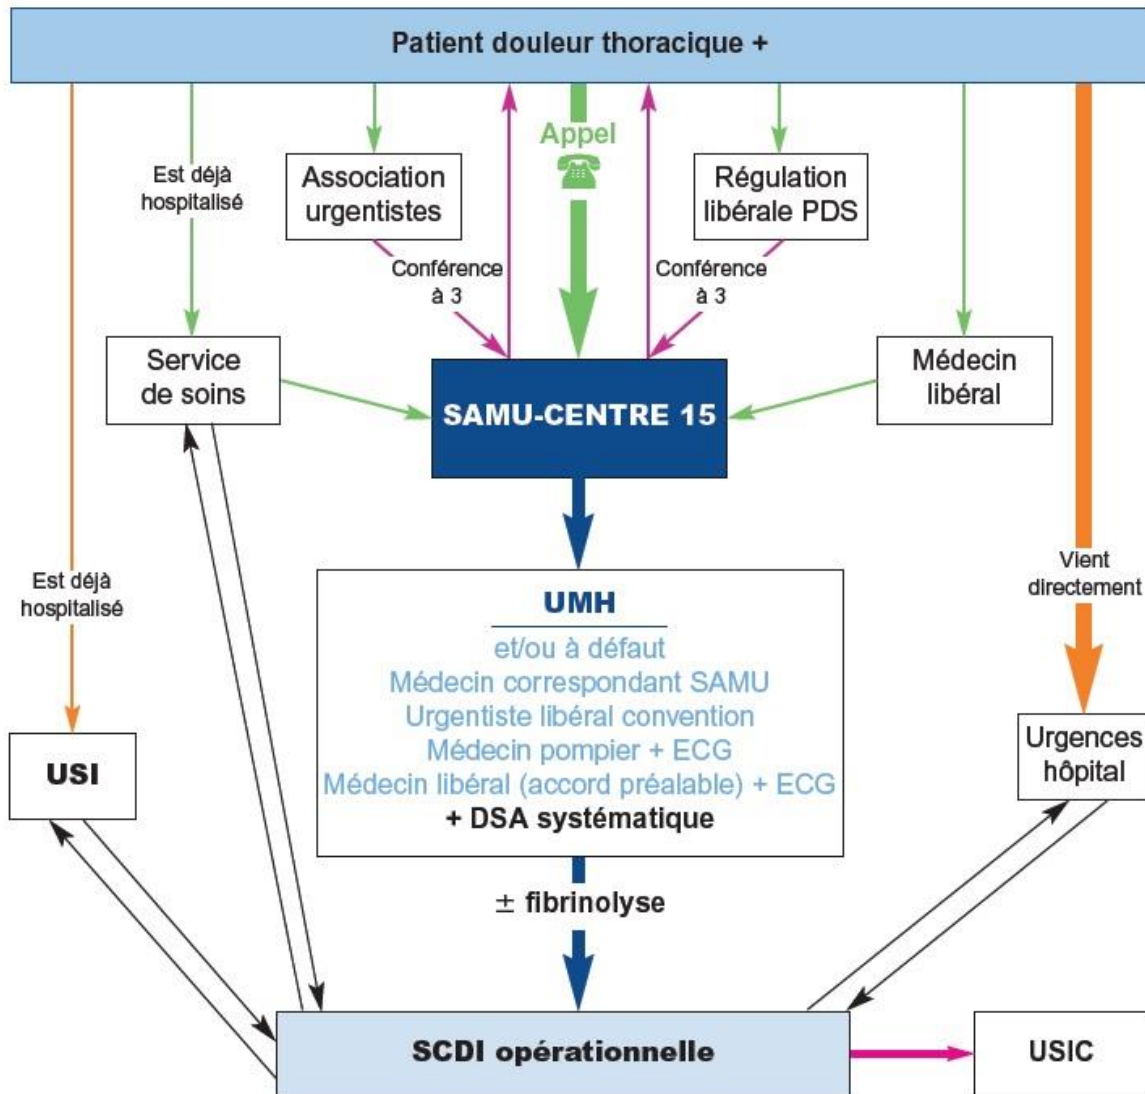 Patient douleur thoracique +
Appel
Est déjà
hospitalisé
Association
urgentistes
Régulation
libérale PDS
Conférence
à 3
Conférence
à 3
Service
de soins
SAMU-CENTRE 15
Médecin
libéral
Est déjà
hospitalisé
Vient
directement
UMH
et/ou à défaut
Médecin correspondant SAMU
Urgentiste libéral convention
Médecin pompier + ECG
Médecin libéral (accord préalable) + ECG
+ DSA systématique
USI
Urgences
hôpital
± fibrinolyse
SCDI opérationnelle
USIC